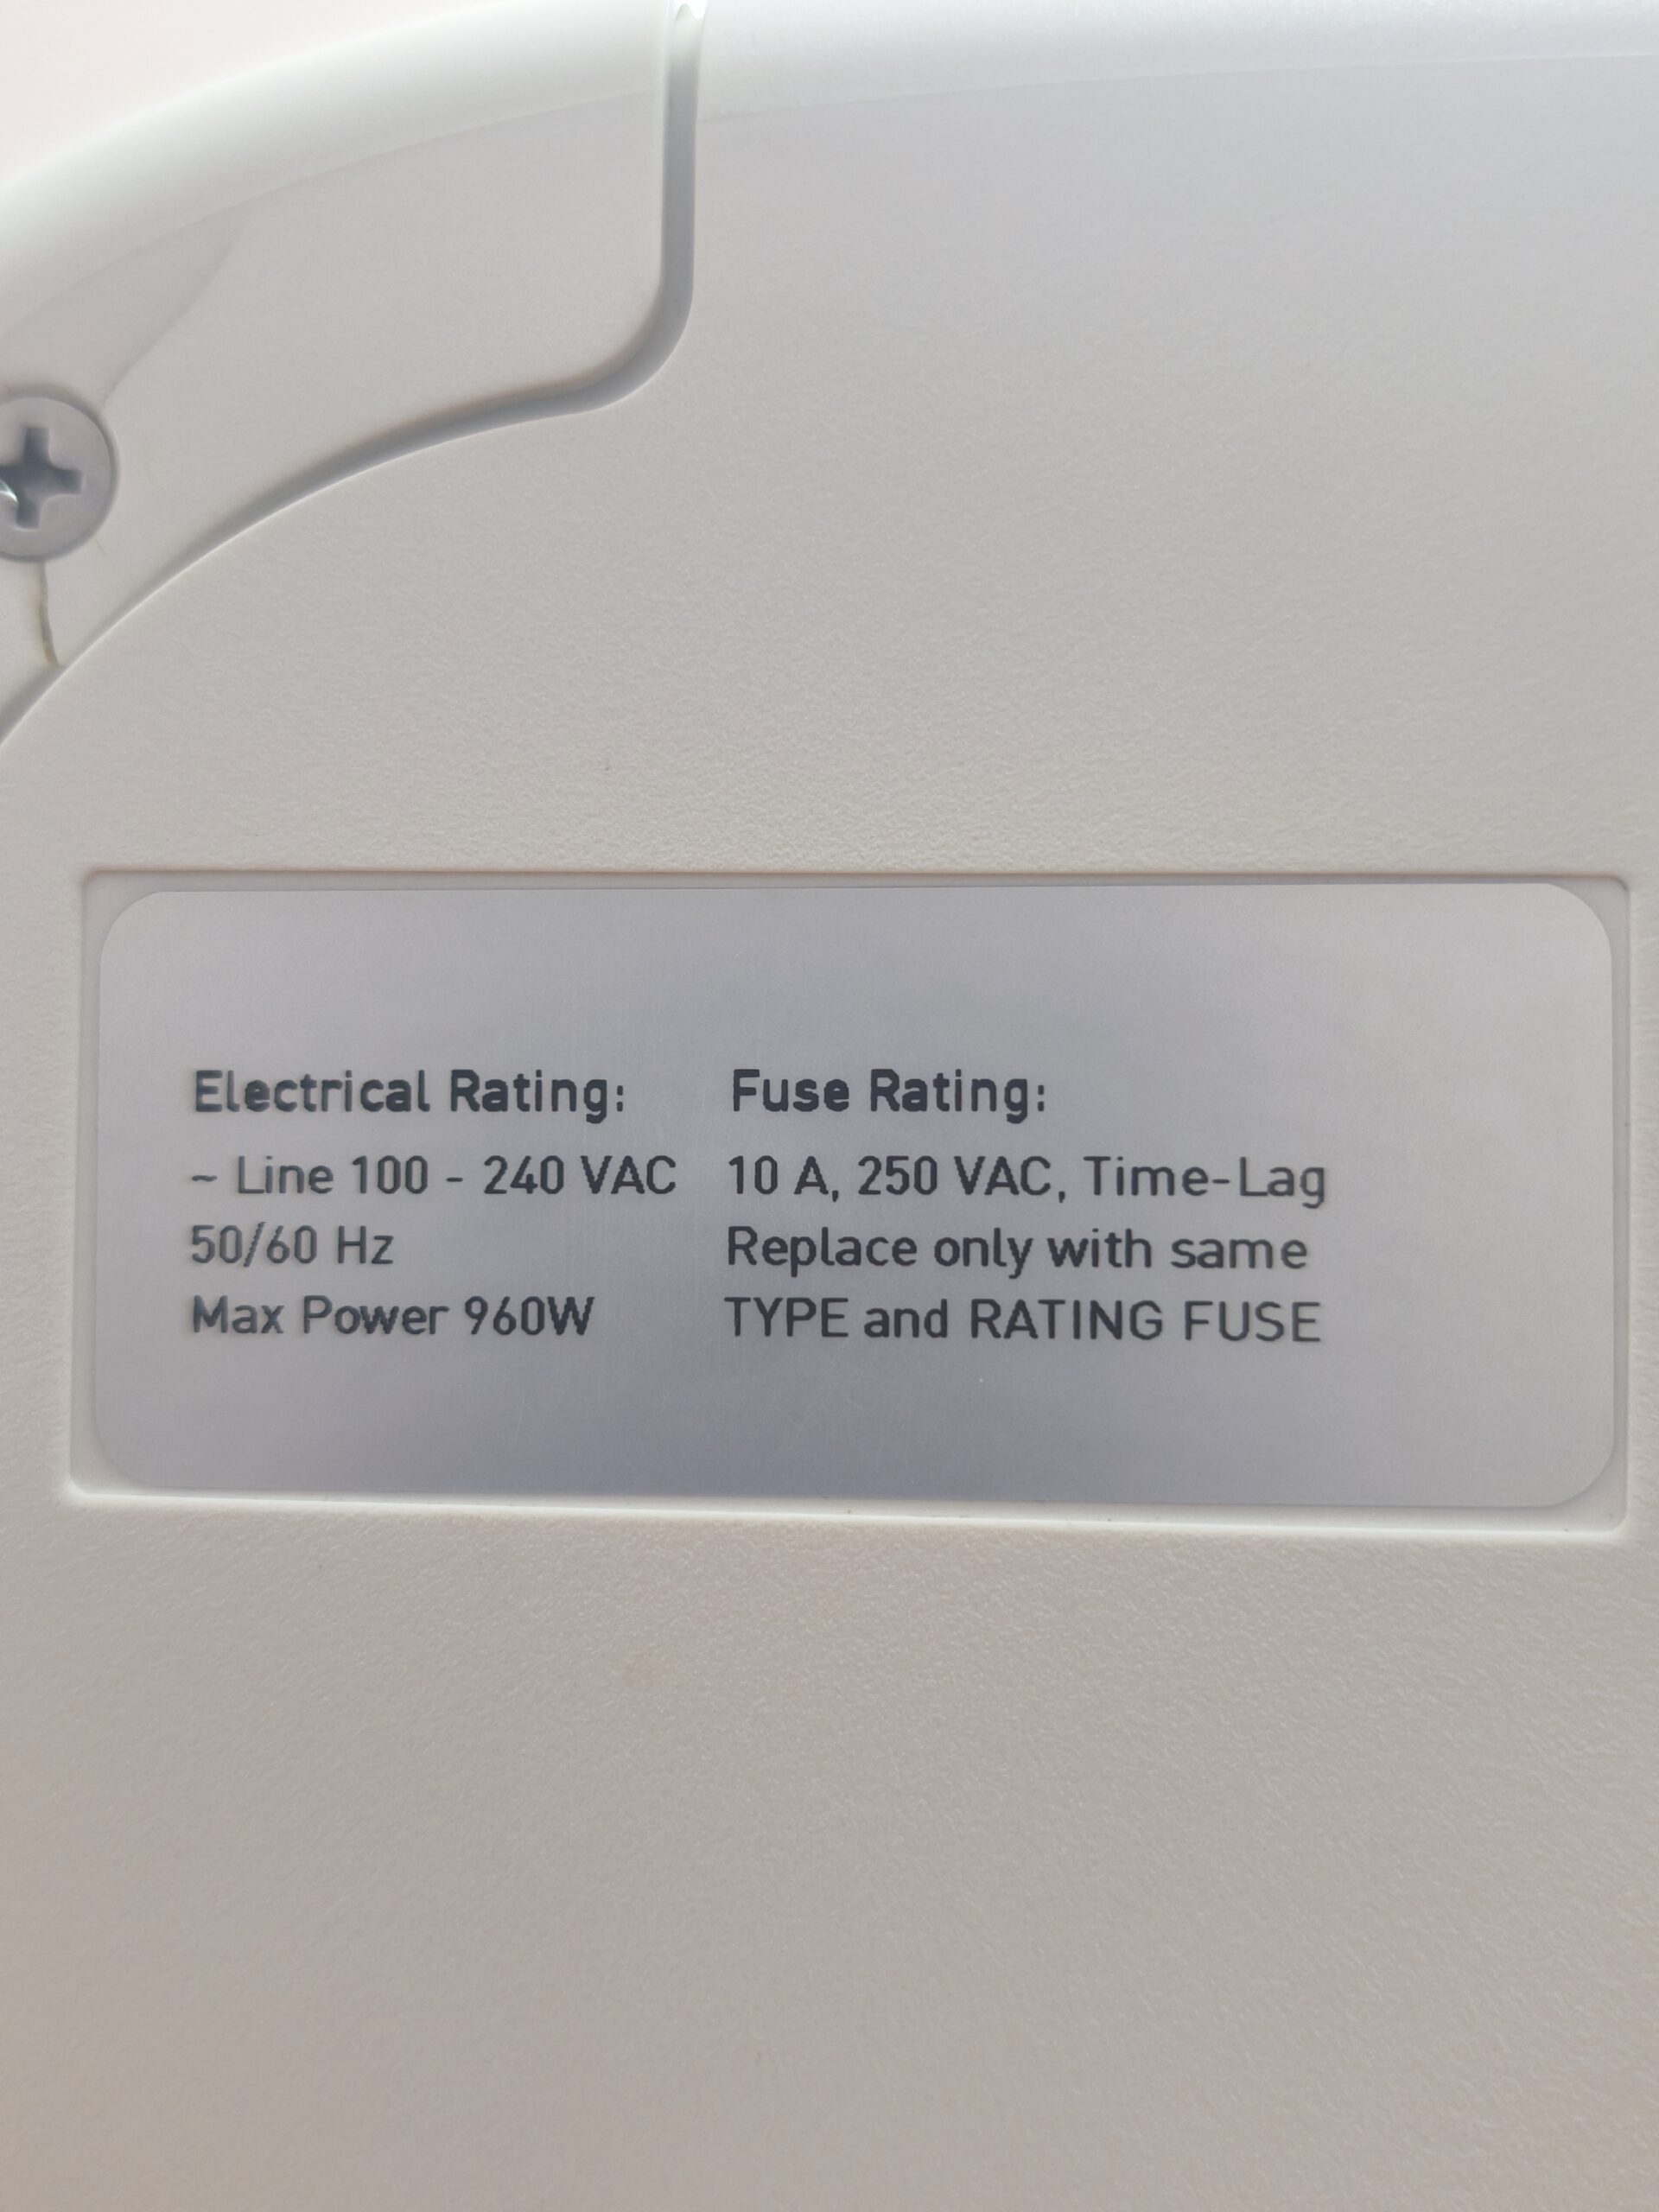 Electrical Rating:
~ Line 100 - 240 VAC
50/60 Hz
Max Power 960W
Fuse Rating:
10 A, 250 VAC, Time-Lag
Replace only with same
TYPE and RATING FUSE